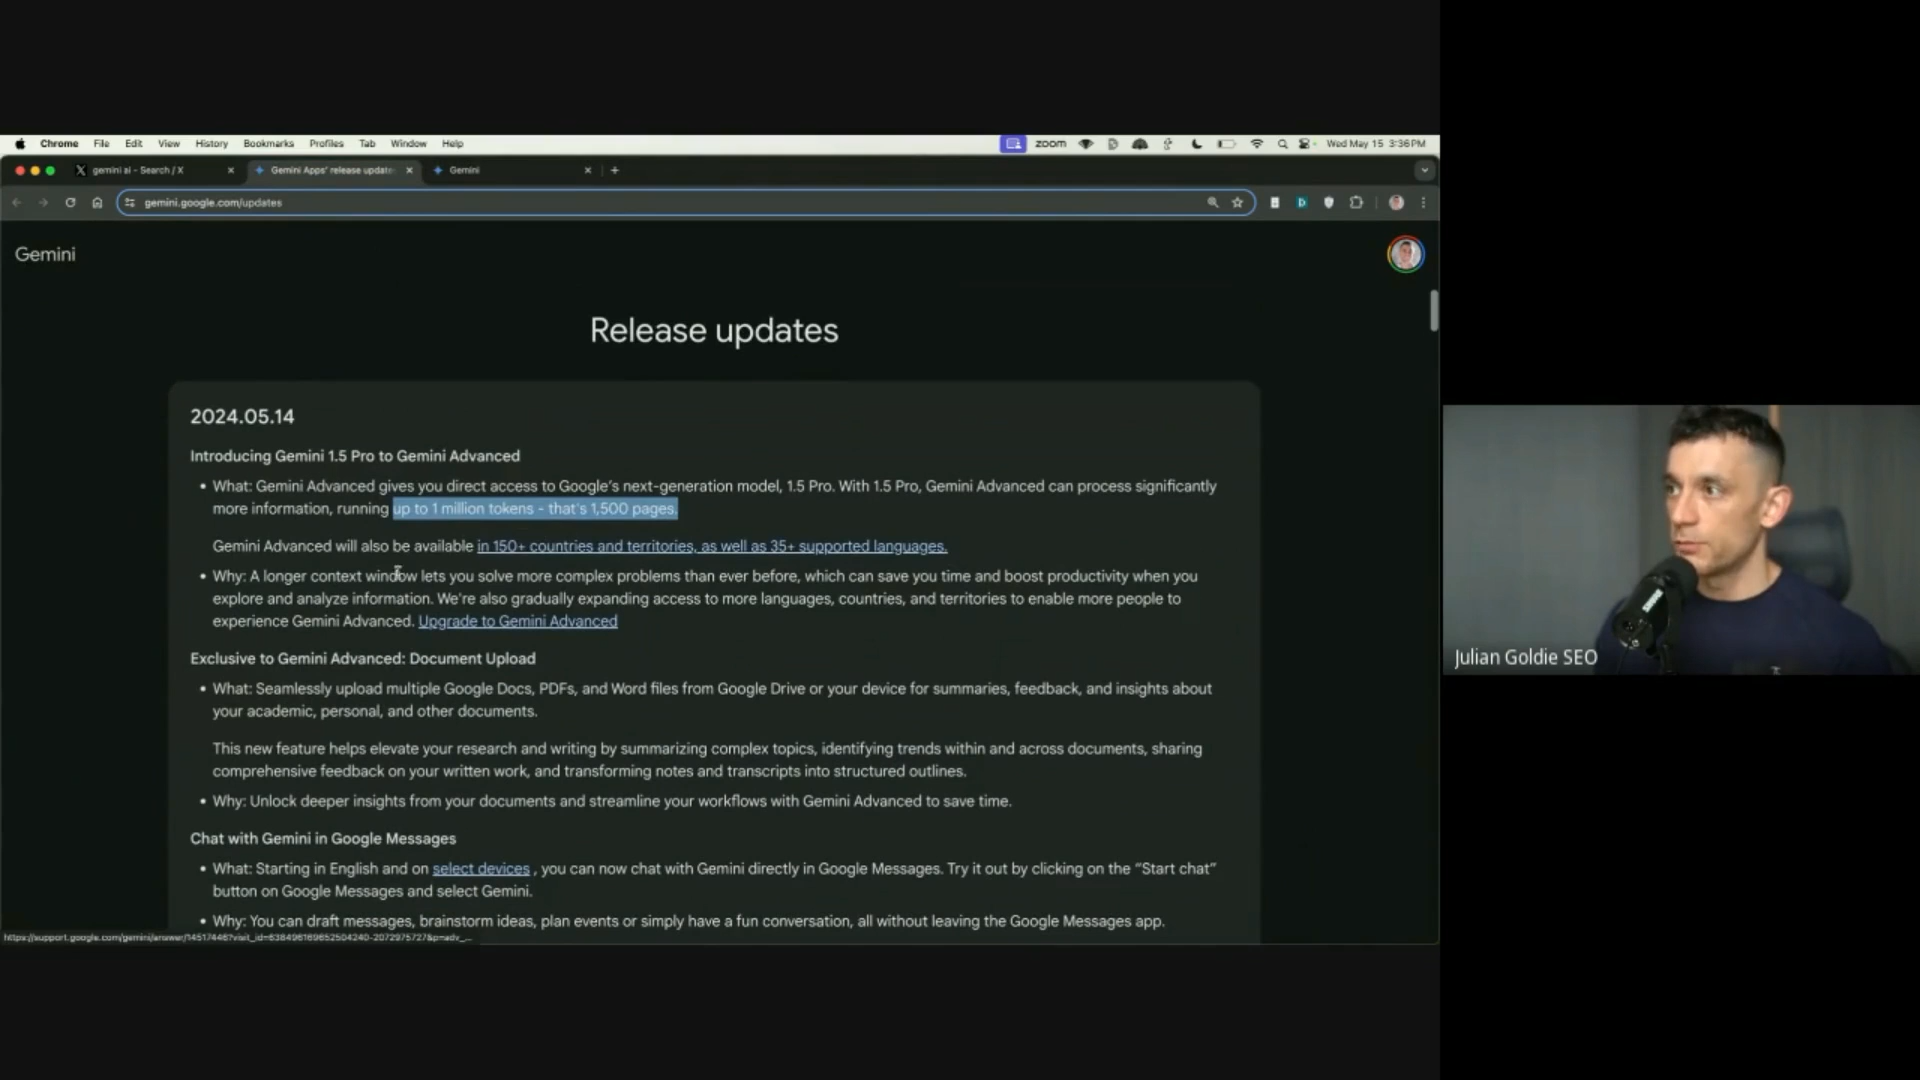 Chrome File Edit View History Bookmarks Profiles Tab Window Help zoom Wed May 15 3:36PM
gemini ai - Search / X Gemini Apps' release update Gemini
gemini.google.com/updates
Gemini
Release updates
2024.05.14
Introducing Gemini 1.5 Pro to Gemini Advanced
• What: Gemini Advanced gives you direct access to Google's next-generation model, 1.5 Pro. With 1.5 Pro, Gemini Advanced can process significantly
more information, running up to 1 million tokens - that's 1,500 pages.
Gemini Advanced will also be available in 150+ countries and territories, as well as 35+ supported languages.
• Why: A longer context window lets you solve more complex problems than ever before, which can save you time and boost productivity when you
explore and analyze information. We're also gradually expanding access to more languages, countries, and territories to enable more people to
experience Gemini Advanced. Upgrade to Gemini Advanced
Exclusive to Gemini Advanced: Document Upload
• What: Seamlessly upload multiple Google Docs, PDFs, and Word files from Google Drive or your device for summaries, feedback, and insights about
your academic, personal, and other documents.
This new feature helps elevate your research and writing by summarizing complex topics, identifying trends within and across documents, sharing
comprehensive feedback on your written work, and transforming notes and transcripts into structured outlines.
• Why: Unlock deeper insights from your documents and streamline your workflows with Gemini Advanced to save time.
Chat with Gemini in Google Messages
• What: Starting in English and on select devices , you can now chat with Gemini directly in Google Messages. Try it out by clicking on the "Start chat"
button on Google Messages and select Gemini.
• Why: You can draft messages, brainstorm ideas, plan events or simply have a fun conversation, all without leaving the Google Messages app.
SHURE
Julian Goldie SEO